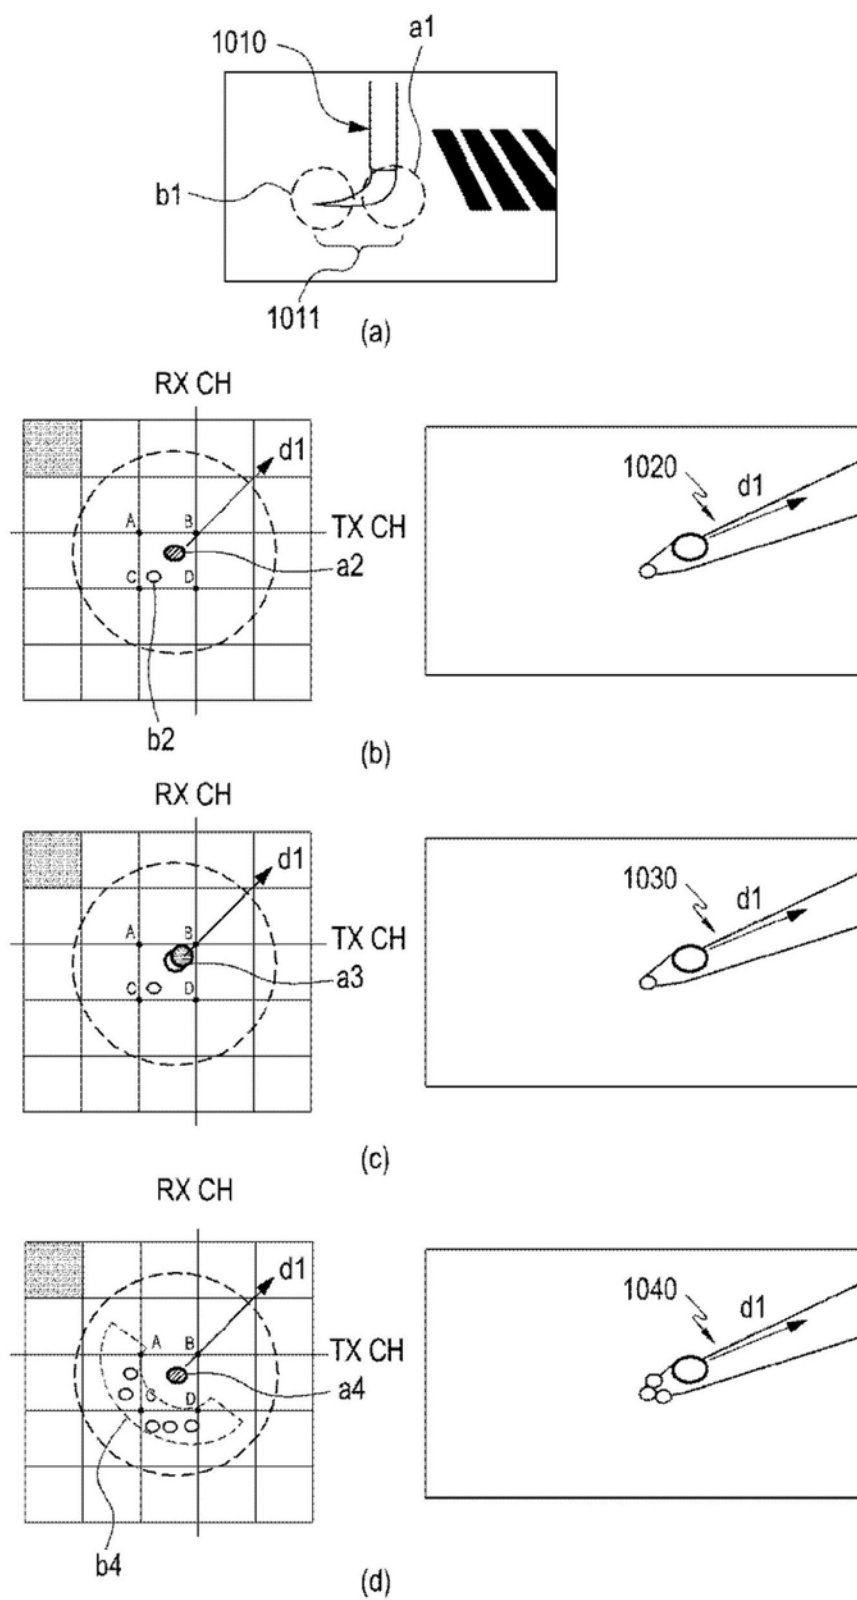 1010
a1
b1
1011
(a)
RX CH
d1
A
B
TX CH
C
D
a2
b2
1020
d1
(b)
RX CH
d1
A
B
TX CH
C
D
a3
1030
d1
(c)
RX CH
d1
A
B
TX CH
C
D
a4
b4
1040
d1
(d)